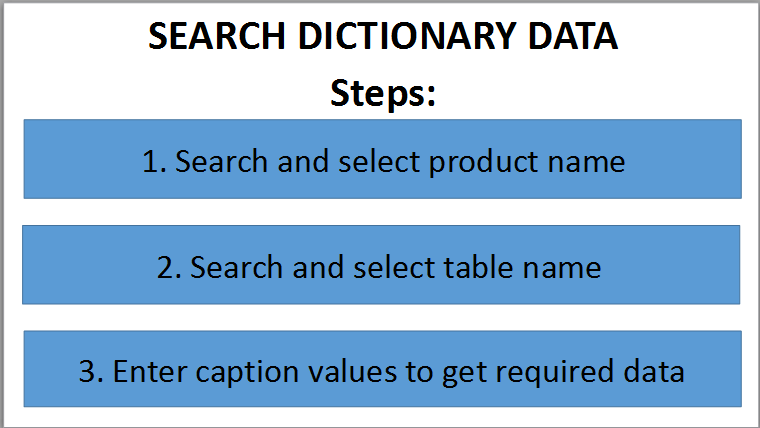 SEARCH DICTIONARY DATA
Steps:
1. Search and select product name
2. Search and select table name
3. Enter caption values to get required data